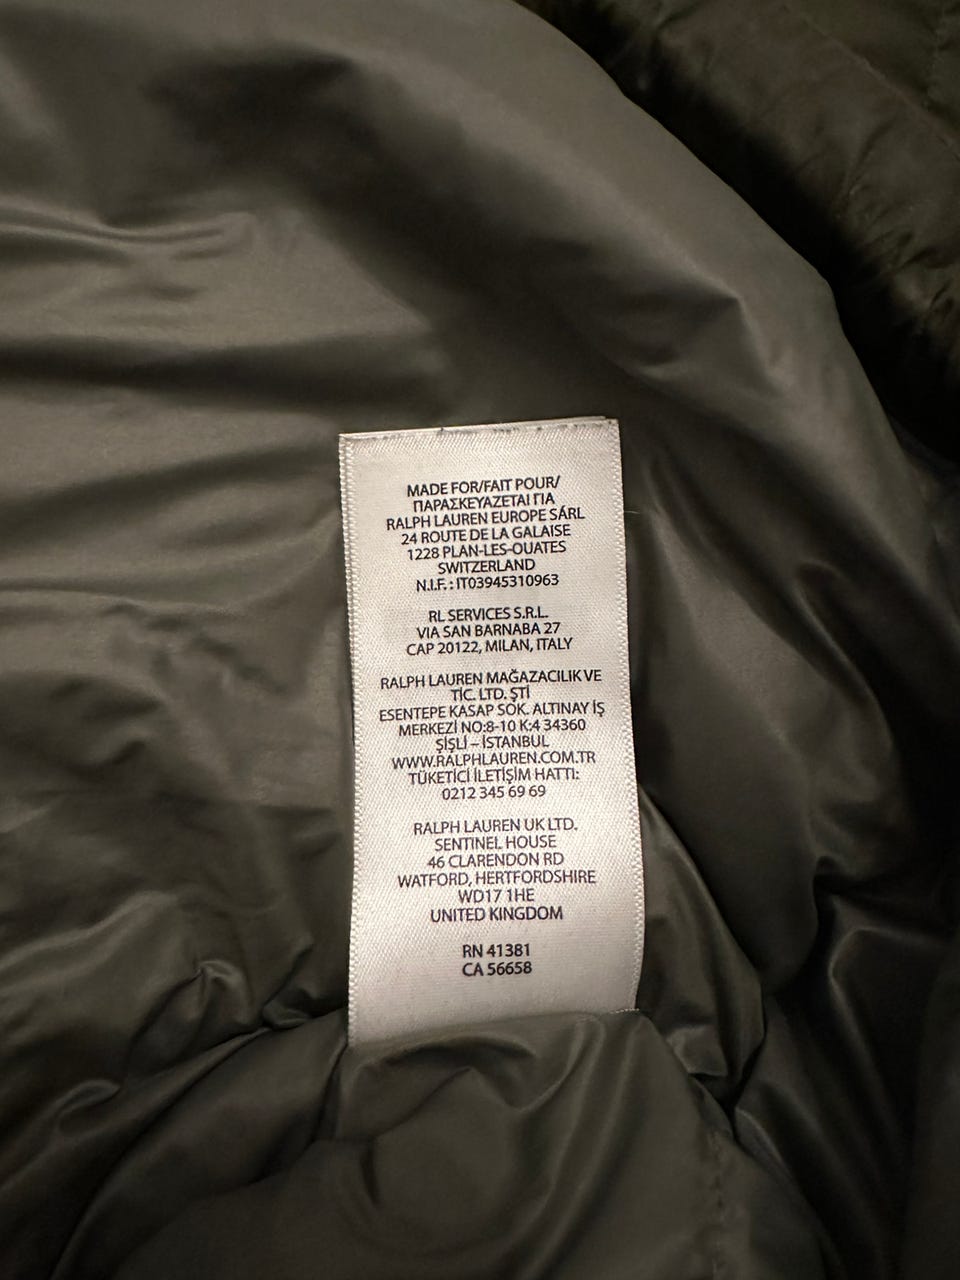 MADE FOR/FAIT POUR/
ΠΑΡΑΣΚΕΥΑΖΕΤΑΙ ΓΙΑ
RALPH LAUREN EUROPE SÁRL
24 ROUTE DE LA GALAISE
1228 PLAN-LES-OUATES
SWITZERLAND
N.I.F. : IT03945310963
RL SERVICES S.R.L.
VIA SAN BARNABA 27
CAP 20122, MILAN, ITALY
RALPH LAUREN MAĞAZACILIK VE
TİC. LTD. ŞTİ
ESENTEPE KASAP SOK. ALTINAY İŞ
MERKEZİ NO:8-10 K:4 34360
ŞİŞLİ – İSTANBUL
WWW.RALPHLAUREN.COM.TR
TÜKETİCİ İLETİŞİM HATTI:
0212 345 69 69
RALPH LAUREN UK LTD.
SENTINEL HOUSE
46 CLARENDON RD
WATFORD, HERTFORDSHIRE
WD17 1HE
UNITED KINGDOM
RN 41381
CA 56658